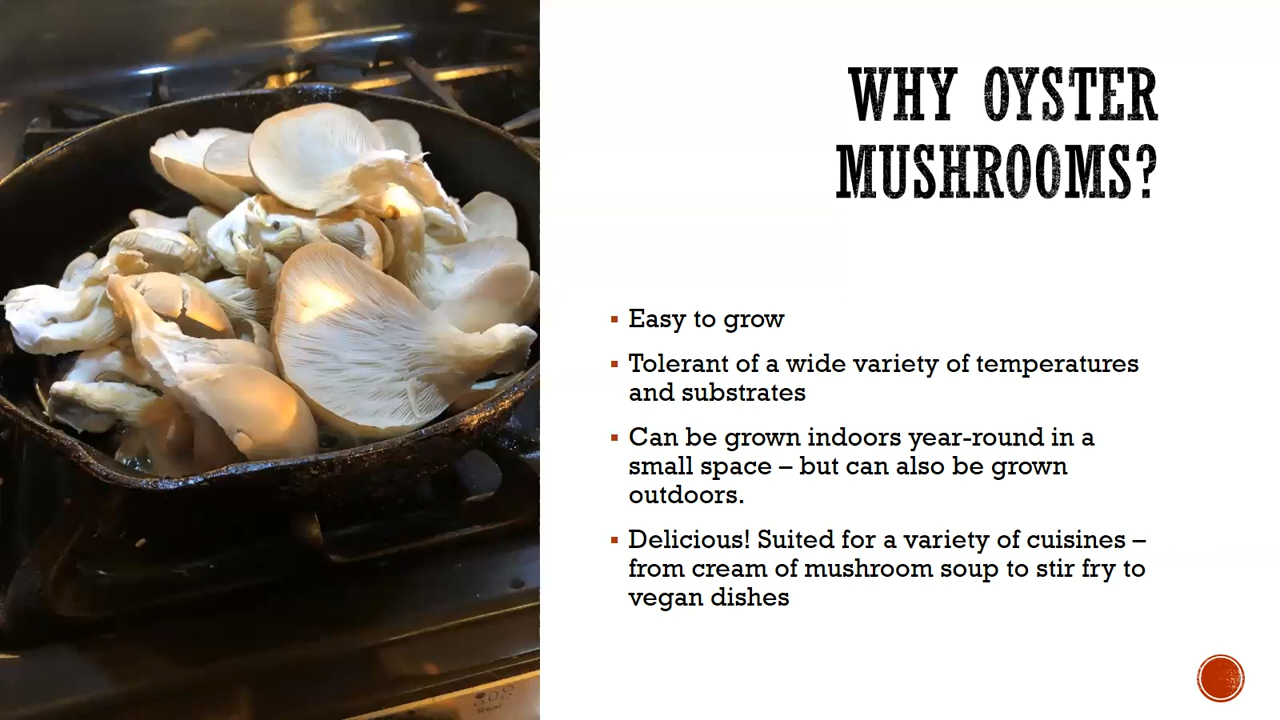 WHY OYSTER
MUSHROOMS?
▪ Easy to grow
▪ Tolerant of a wide variety of temperatures
and substrates
▪ Can be grown indoors year-round in a
small space – but can also be grown
outdoors.
▪ Delicious! Suited for a variety of cuisines –
from cream of mushroom soup to stir fry to
vegan dishes